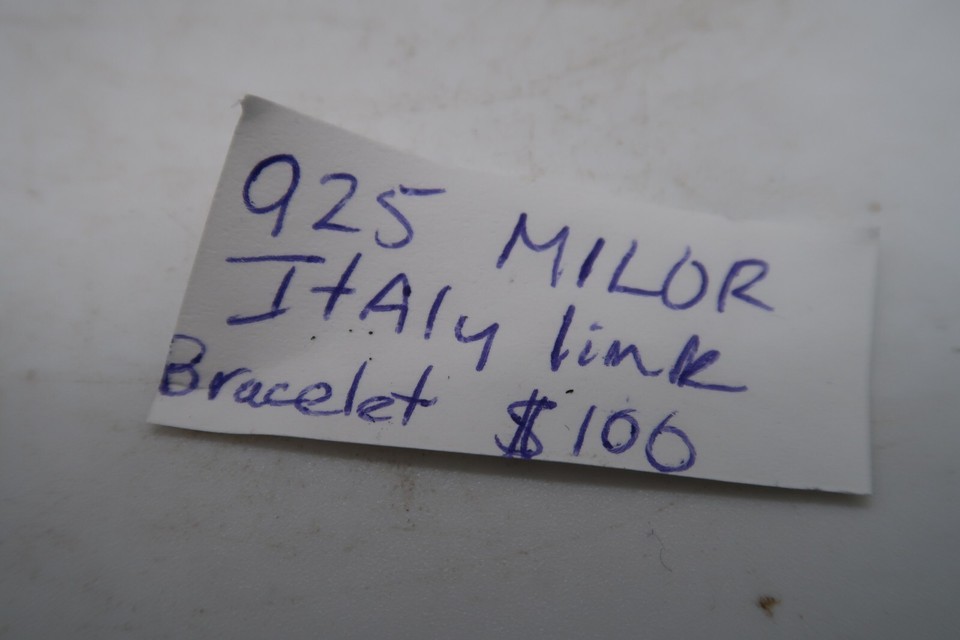 925 MILOR
ItAly link
Bracelet $100